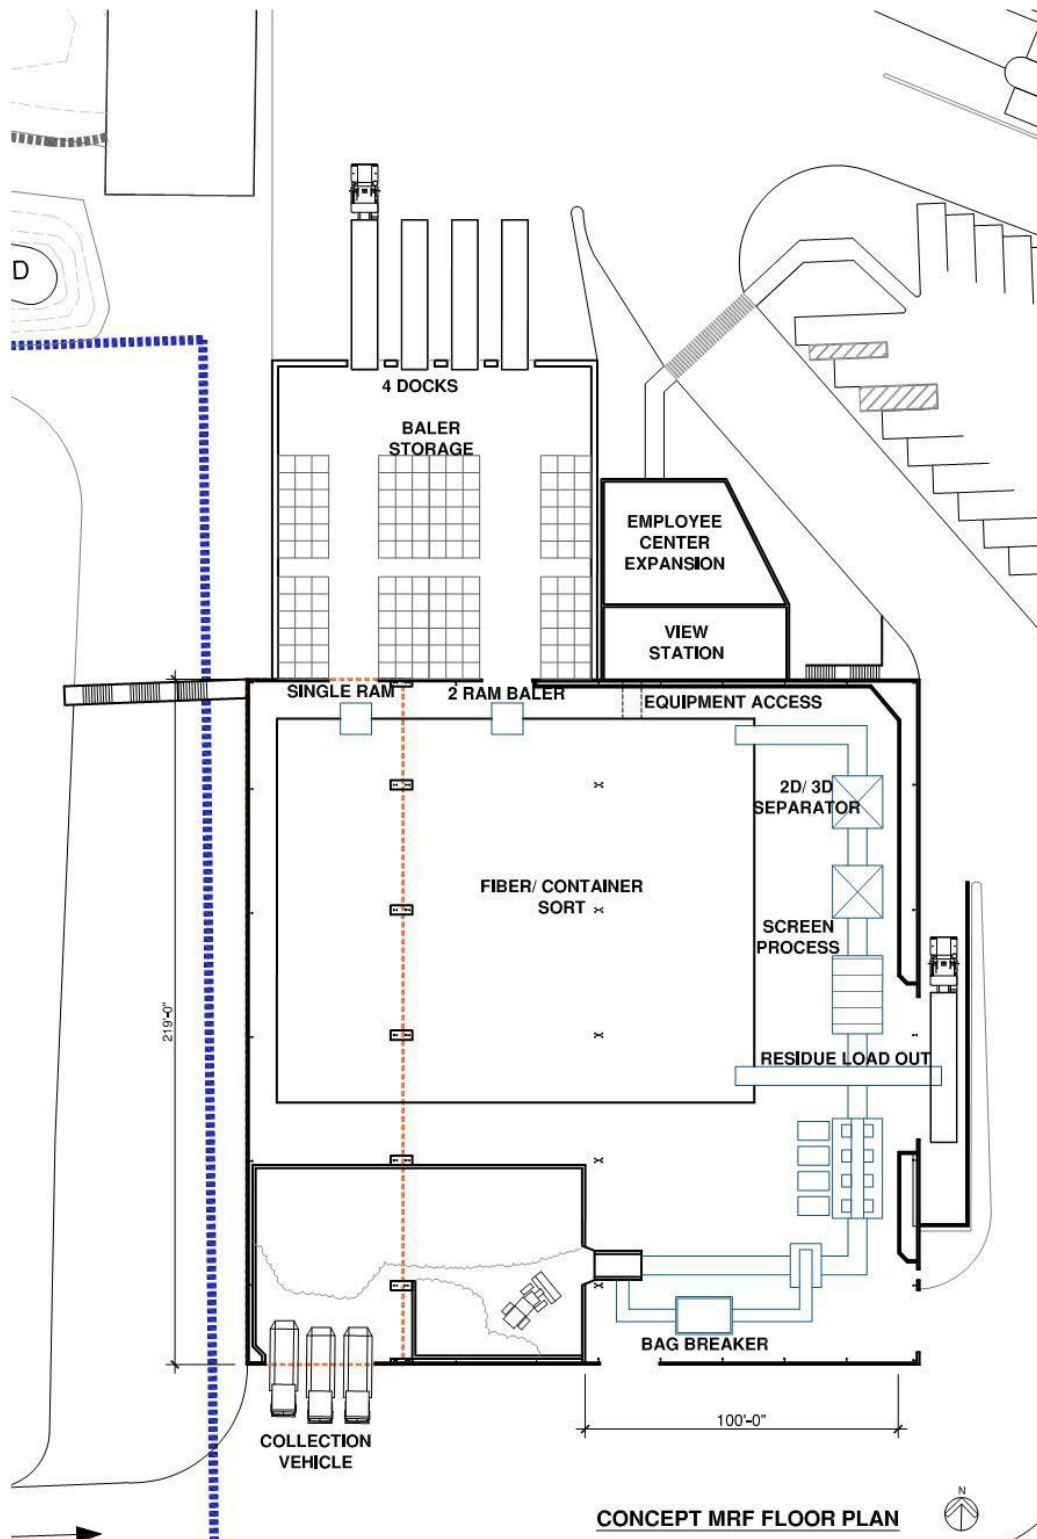 D
4 DOCKS
BALER
STORAGE
EMPLOYEE
CENTER
EXPANSION
VIEW
STATION
SINGLE RAM
2 RAM BALER
EQUIPMENT ACCESS
2D/ 3D
SEPARATOR
FIBER/ CONTAINER
SORT
SCREEN
PROCESS
219'-0"
RESIDUE LOAD OUT
BAG BREAKER
100'-0"
COLLECTION
VEHICLE
CONCEPT MRF FLOOR PLAN
N